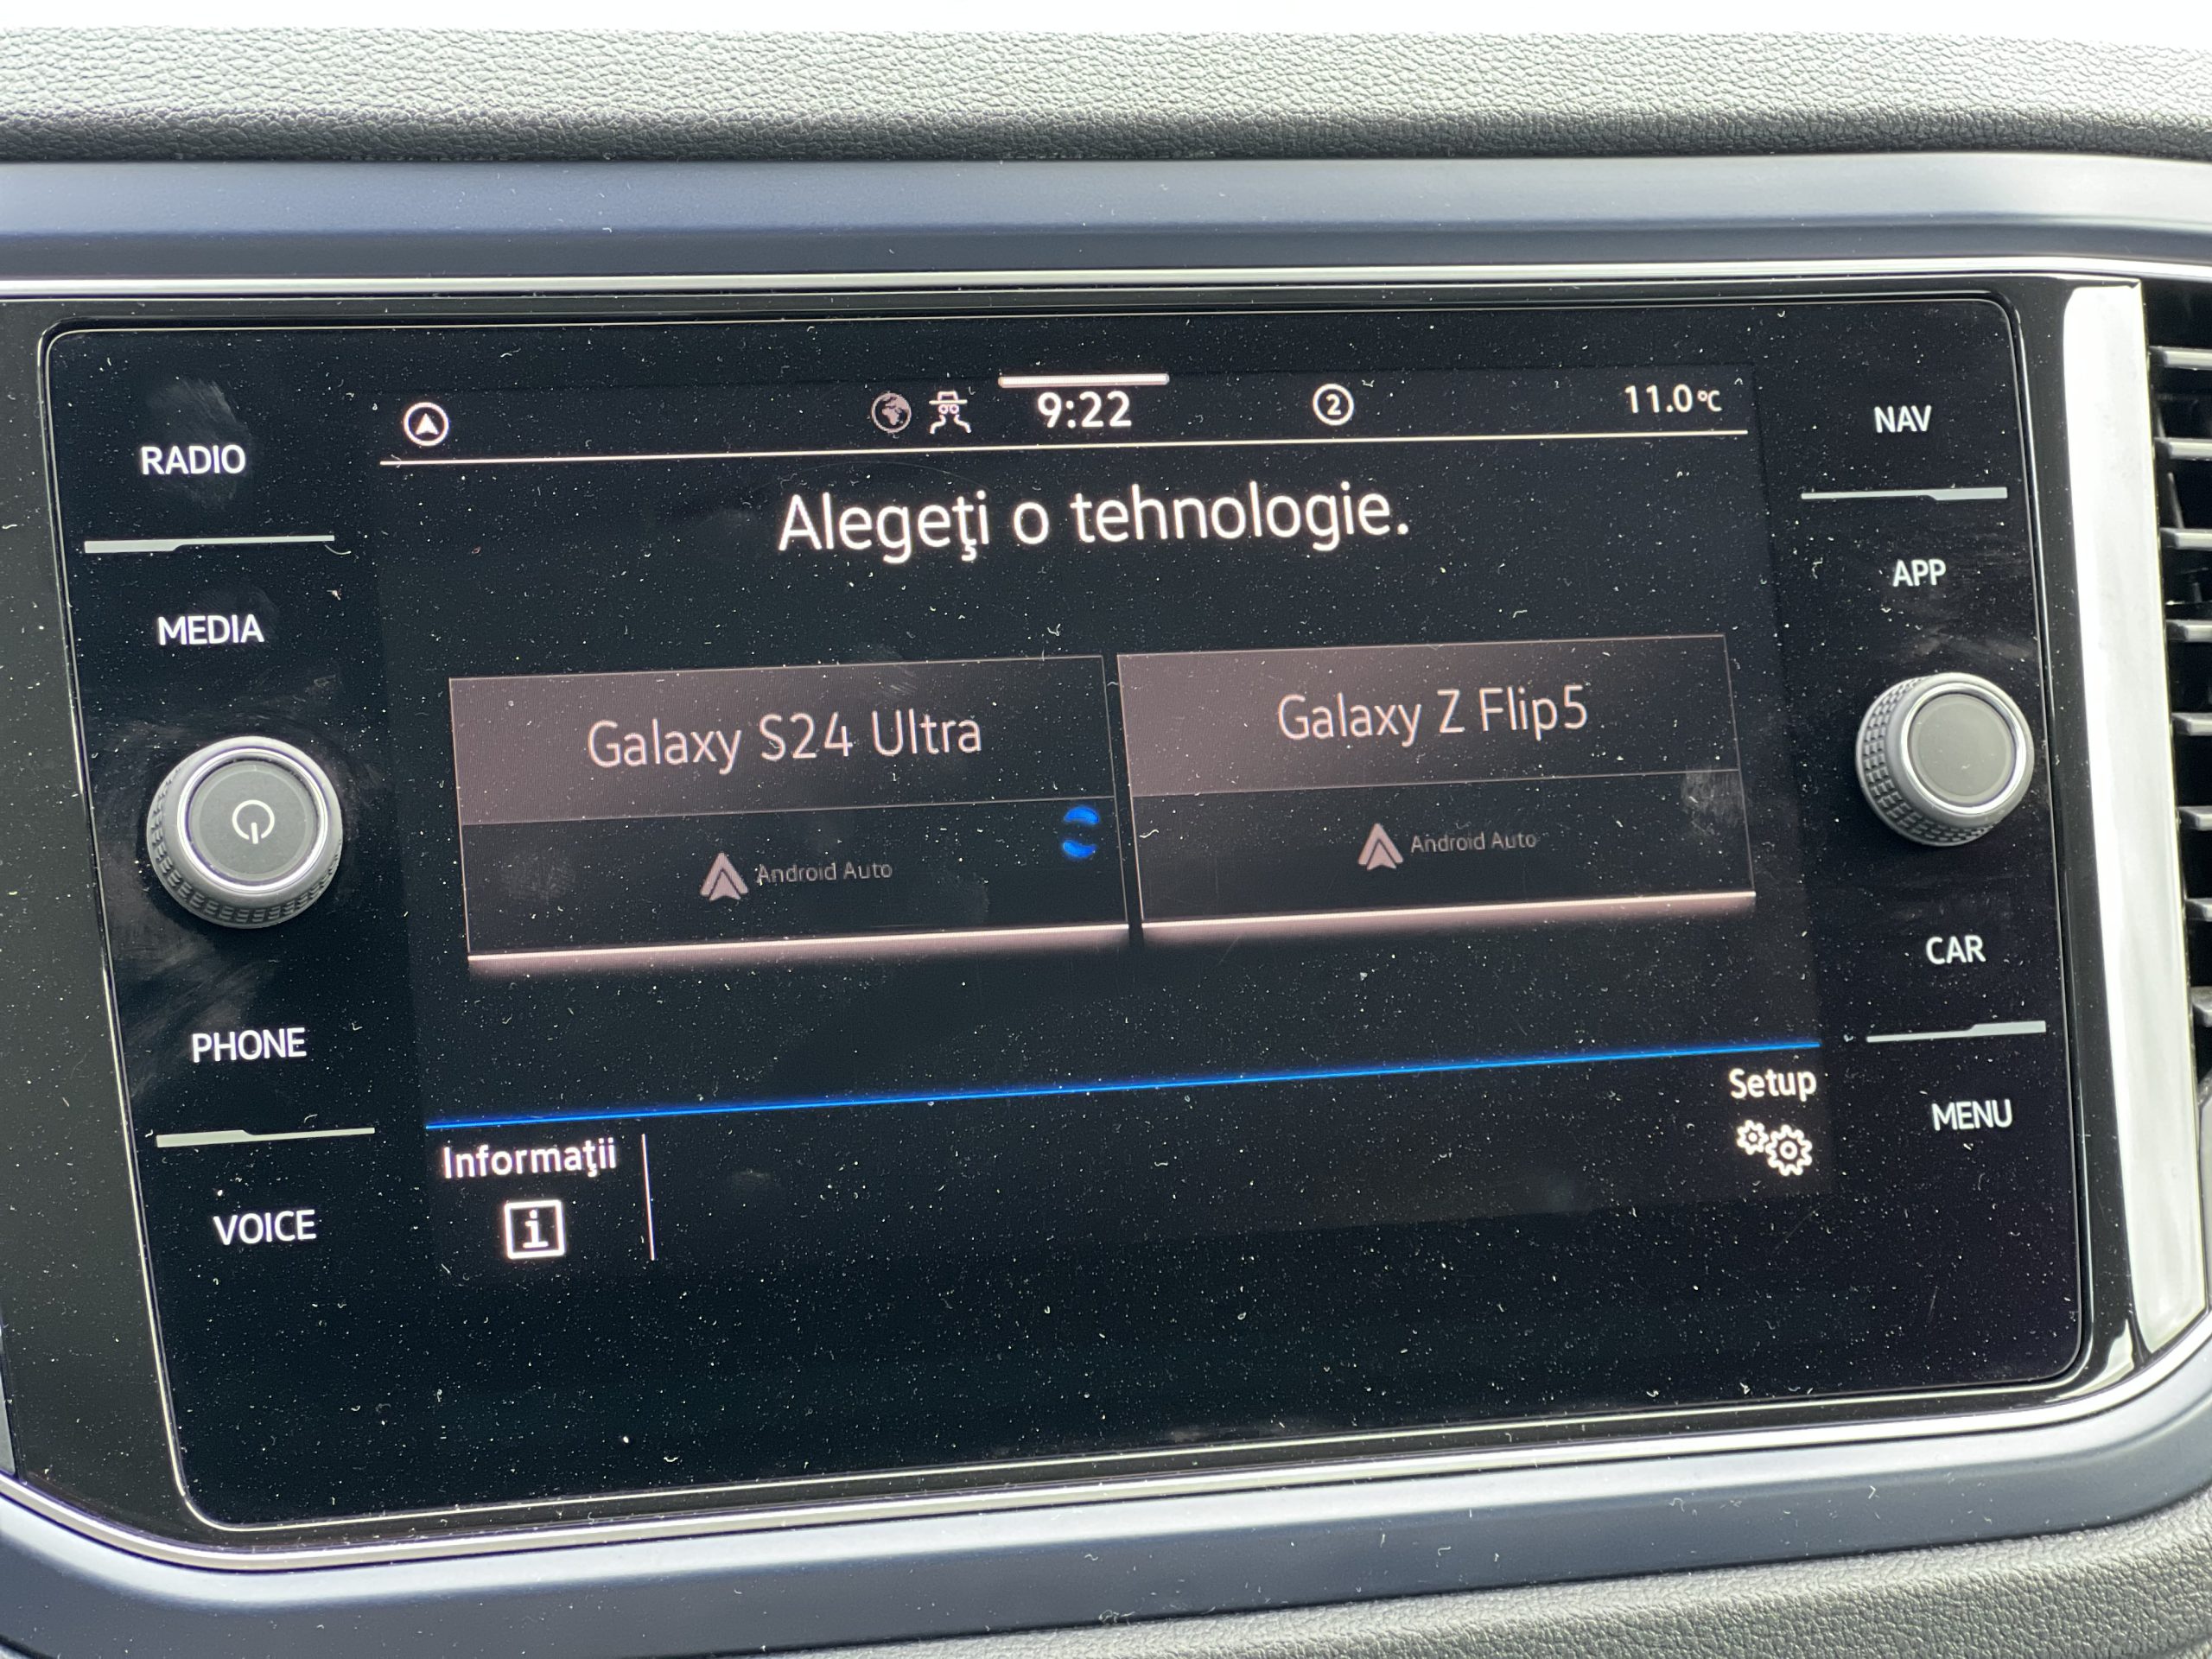 RADIO
MEDIA
PHONE
VOICE
9:22
2
11.0°C
Alegeţi o tehnologie.
Galaxy S24 Ultra
Android Auto
Galaxy Z Flip5
Android Auto
Informaţii
i
Setup
NAV
APP
CAR
MENU